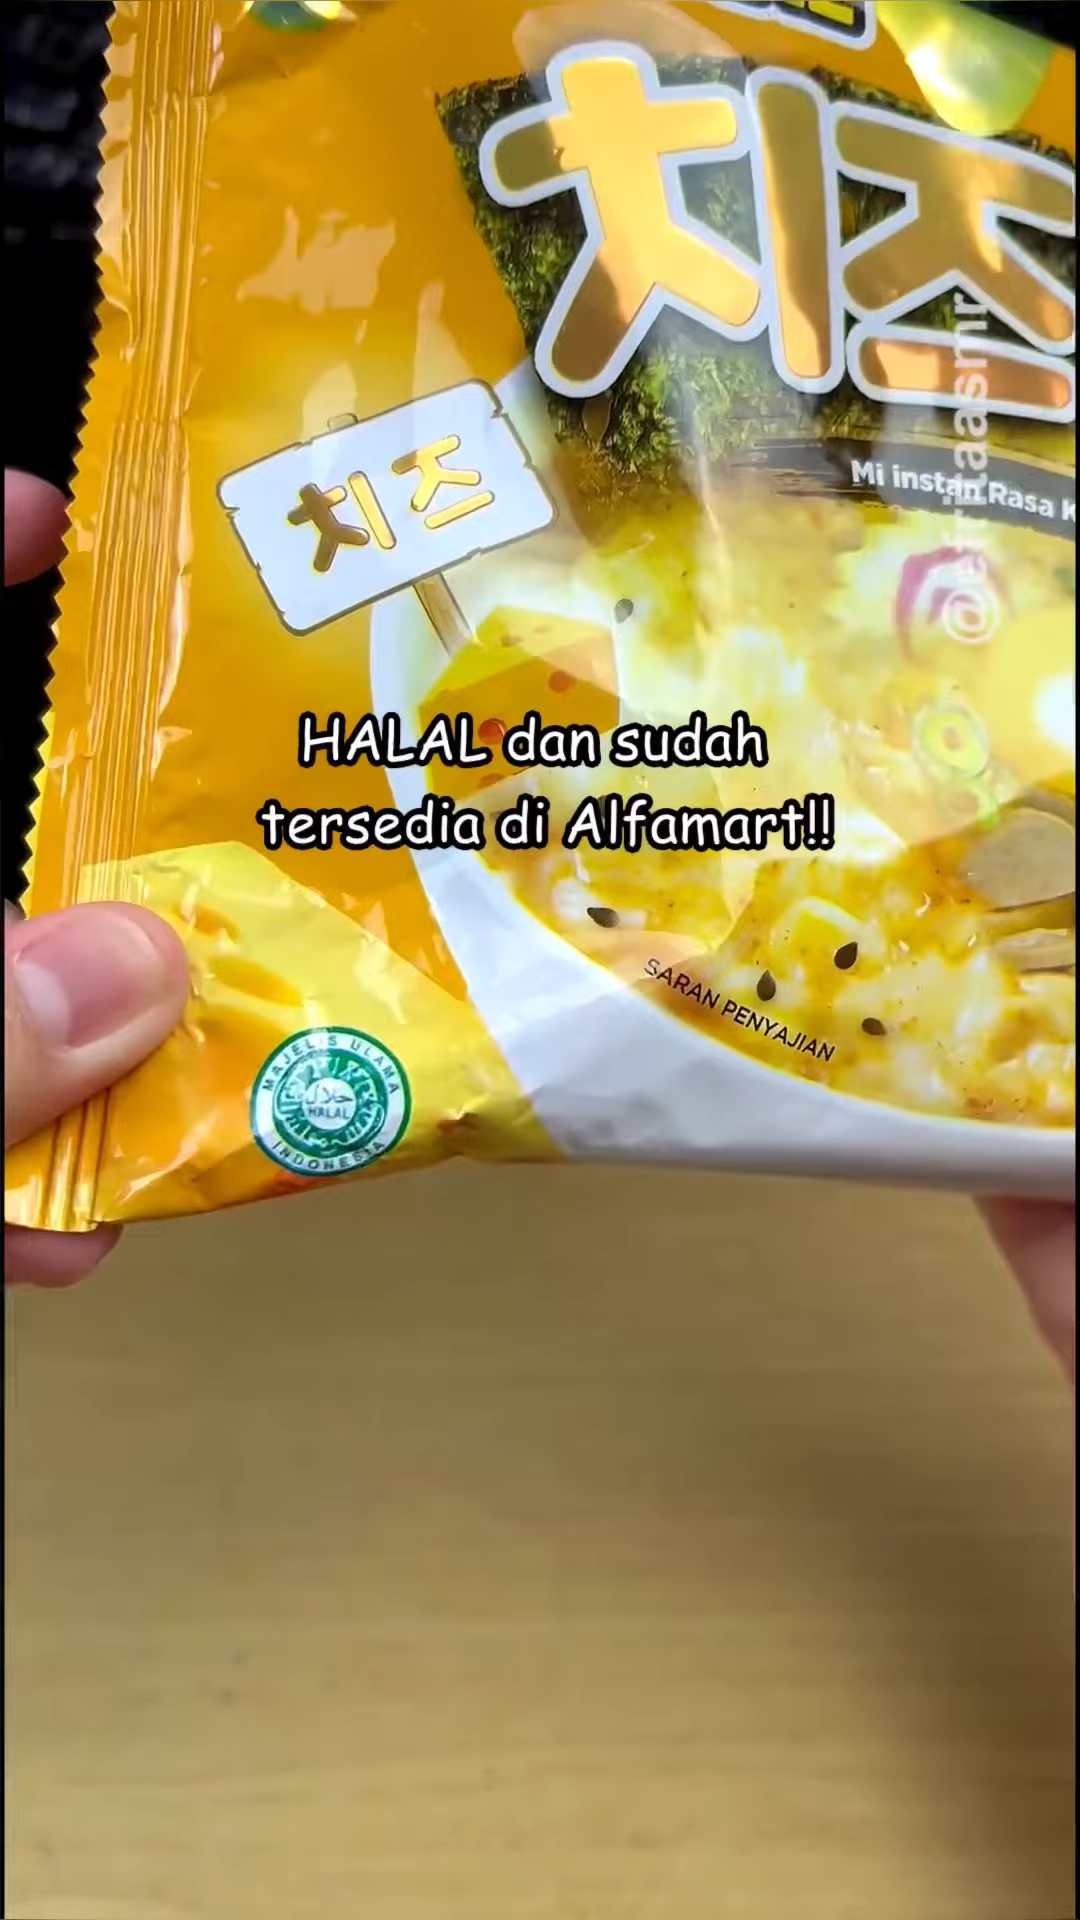 치즈
Mi instan Rasa K
치즈
HALAL dan sudah
tersedia di Alfamart!!
SARAN PENYAJIAN
MAJELIS ULAMA
حلال
HALAL
INDONESIA